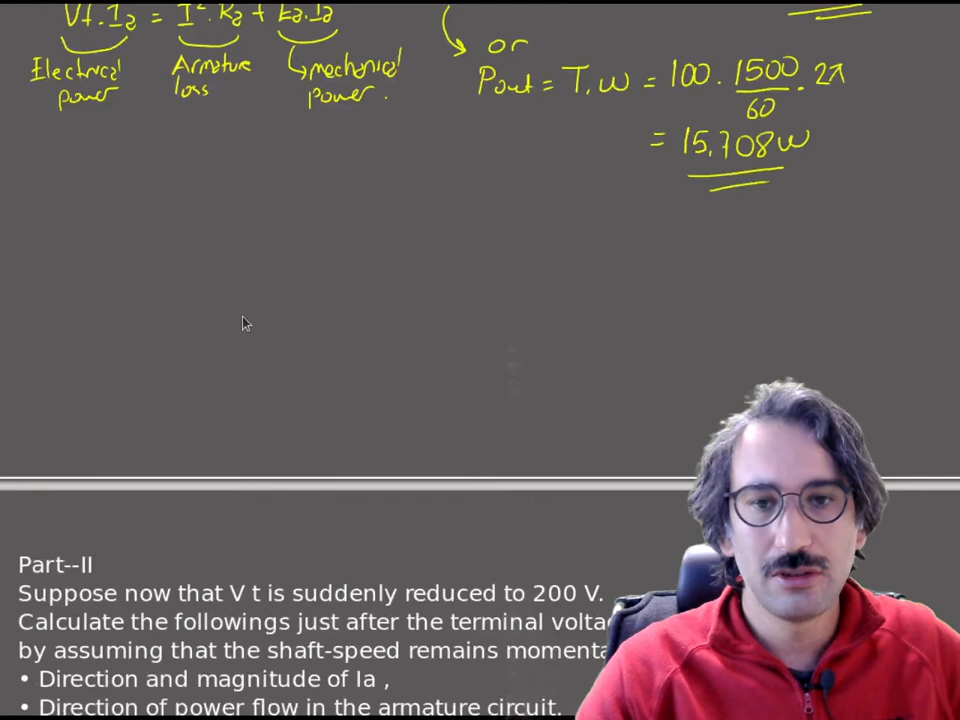 Vt.Ia = I².Ra + Ea.Ia
Electrical power
Armature loss
mechanical power.
or
Pout = T.w = 100 . 1500/60 . 2π
= 15.708w
Part--II
Suppose now that V t is suddenly reduced to 200 V.
Calculate the followings just after the terminal
by assuming that the shaft-speed remains
• Direction and magnitude of Ia ,
• Direction of power flow in the armature circuit.